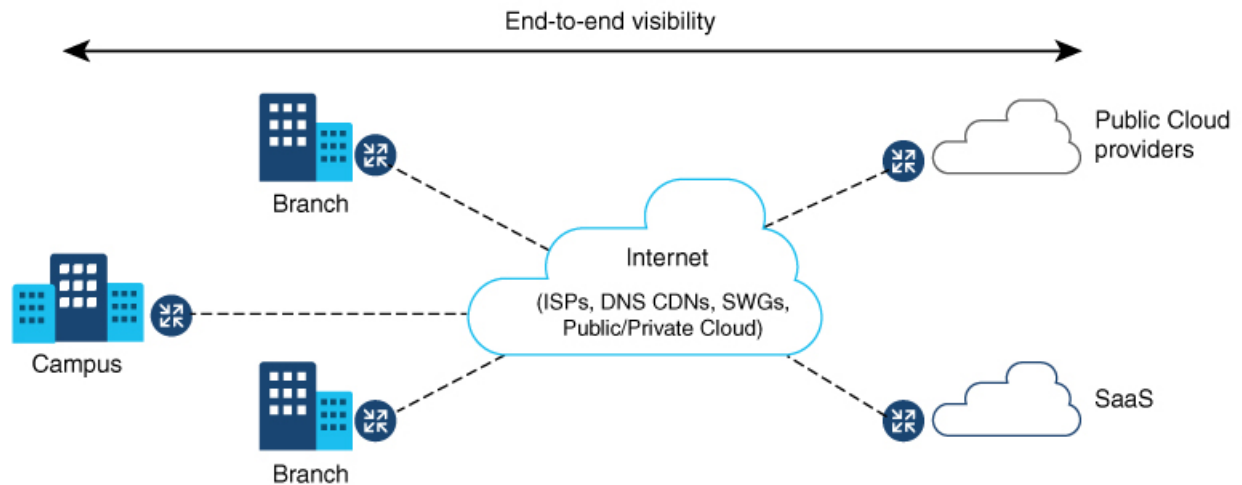 End-to-end visibility
Branch
Public Cloud
providers
Internet
(ISPs, DNS CDNs, SWGs,
Public/Private Cloud)
Campus
SaaS
Branch